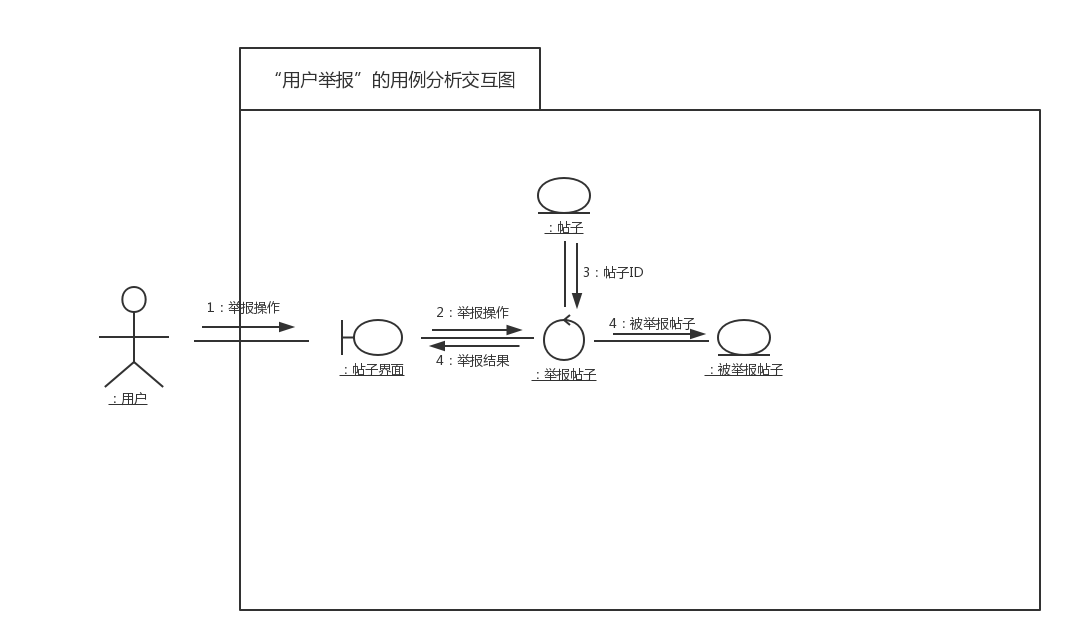 “用户举报”的用例分析交互图
：帖子
3：帖子ID
1：举报操作
2：举报操作
4：被举报帖子
4：举报结果
：帖子界面
：举报帖子
：被举报帖子
：用户